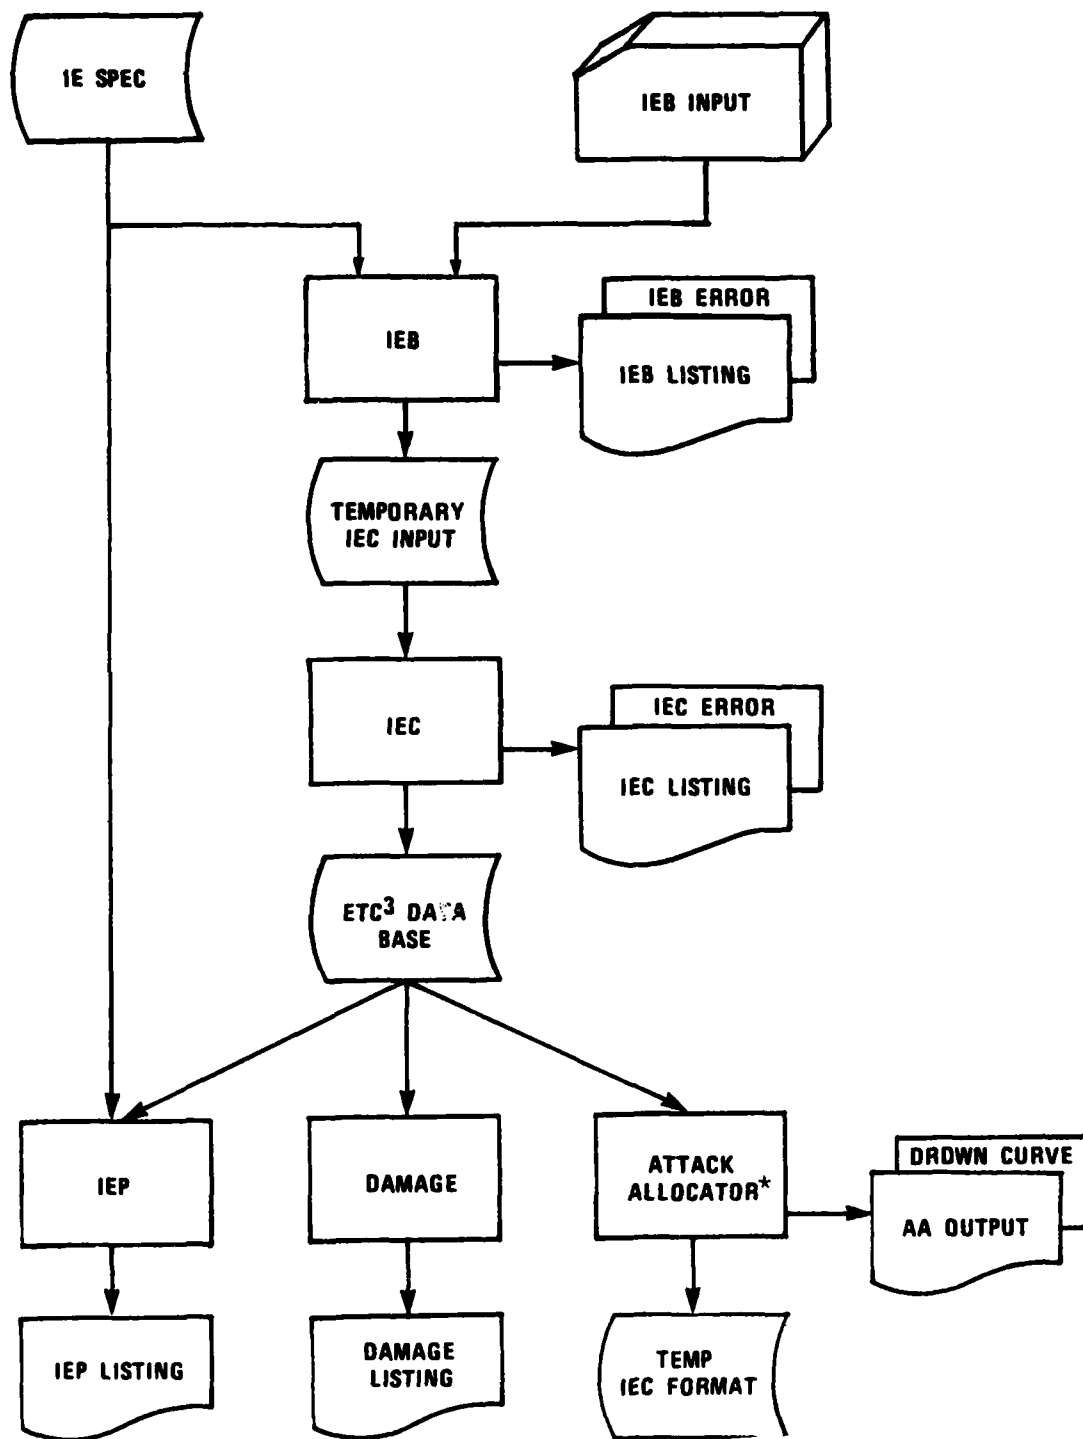 IE SPEC
IEB INPUT
IEB
IEB ERROR
IEB LISTING
TEMPORARY
IEC INPUT
IEC
IEC ERROR
IEC LISTING
ETC³ DATA
BASE
IEP
DAMAGE
ATTACK
ALLOCATOR*
DRDWN CURVE
AA OUTPUT
IEP LISTING
DAMAGE
LISTING
TEMP
IEC FORMAT